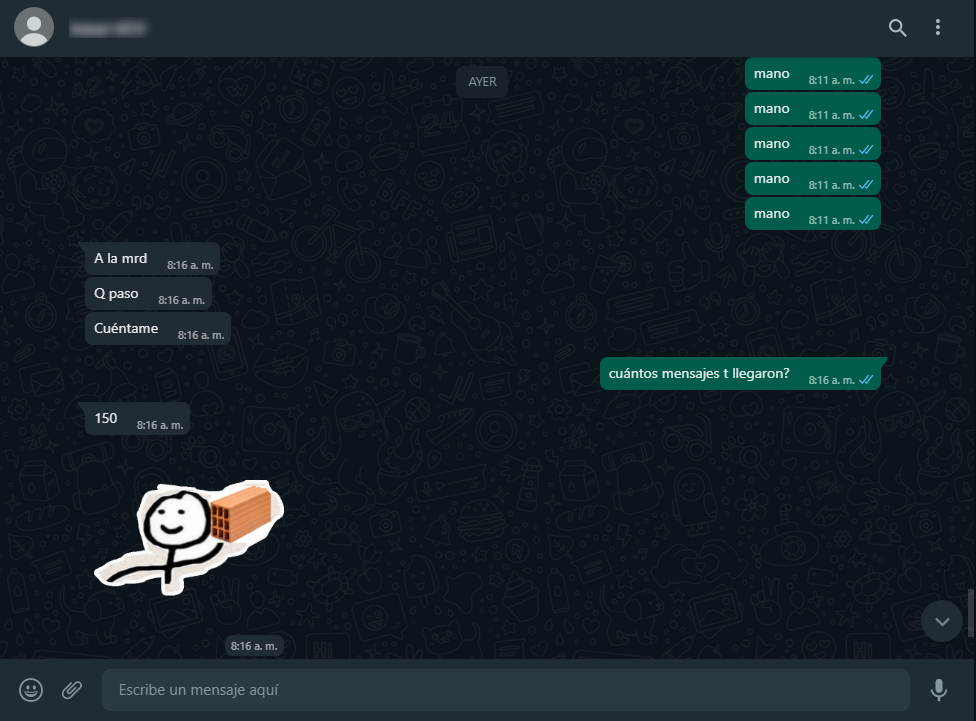 AYER
mano
8:11 a. m.
mano
8:11 a. m.
mano
8:11 a. m.
mano
8:11 a. m.
mano
8:11 a. m.
A la mrd
8:16 a. m.
Q paso
8:16 a. m.
Cuéntame
8:16 a. m.
cuántos mensajes t llegaron?
8:16 a. m.
150
8:16 a. m.
8:16 a. m.
Escribe un mensaje aquí